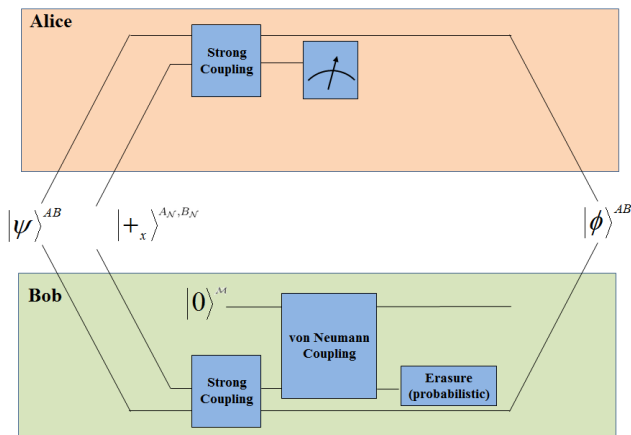 Alice
Strong
Coupling
|ψ⟩^{AB}
|+_x⟩^{A_𝒩, B_𝒩}
|ϕ⟩^{AB}
Bob
|0⟩^ℳ
von Neumann
Coupling
Strong
Coupling
Erasure
(probabilistic)